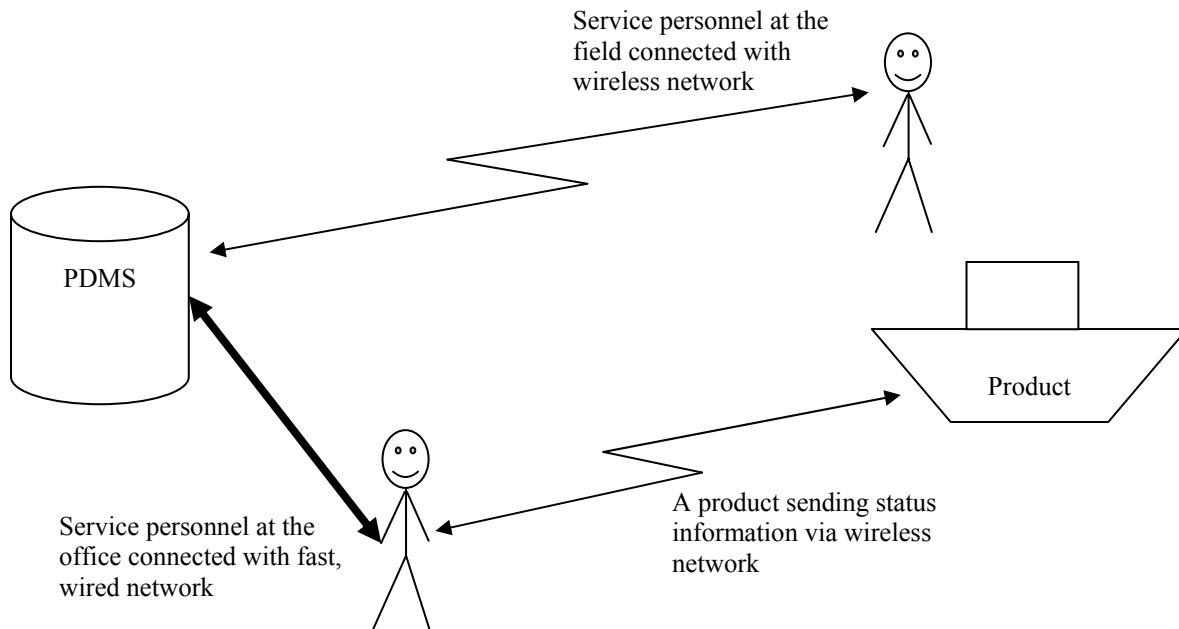 Service personnel at the
field connected with
wireless network
PDMS
Product
Service personnel at the
office connected with fast,
wired network
A product sending status
information via wireless
network